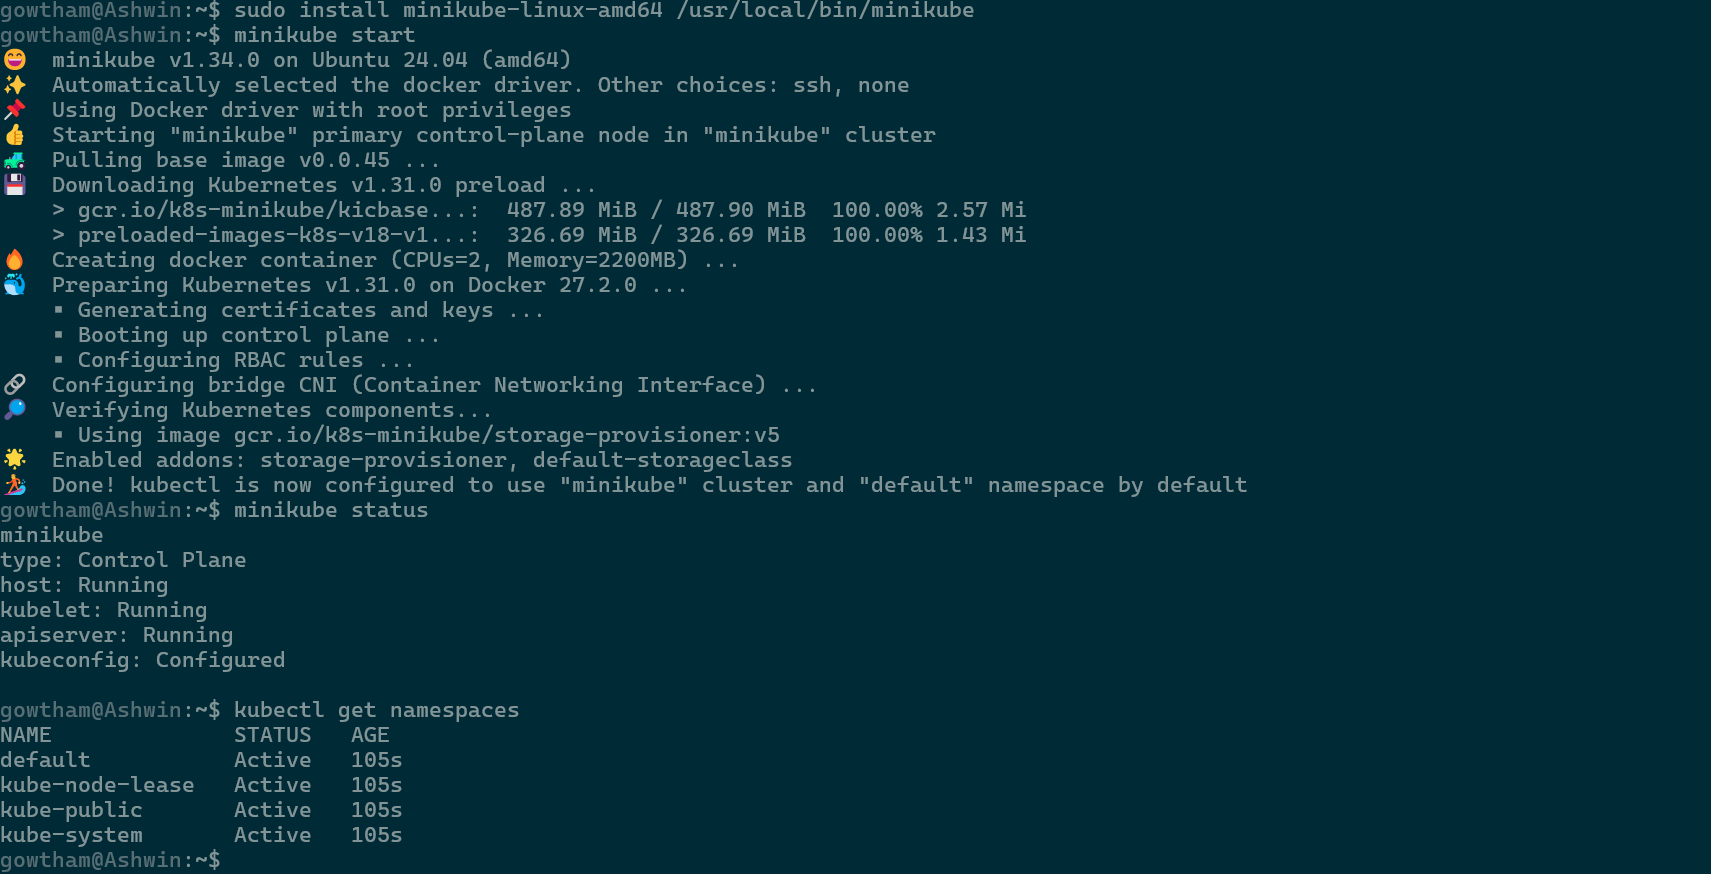 gowtham@Ashwin:~$ sudo install minikube-linux-amd64 /usr/local/bin/minikube
gowtham@Ashwin:~$ minikube start
😄  minikube v1.34.0 on Ubuntu 24.04 (amd64)
✨  Automatically selected the docker driver. Other choices: ssh, none
📌  Using Docker driver with root privileges
👍  Starting "minikube" primary control-plane node in "minikube" cluster
🚜  Pulling base image v0.0.45 ...
💾  Downloading Kubernetes v1.31.0 preload ...
    > gcr.io/k8s-minikube/kicbase...:  487.89 MiB / 487.90 MiB  100.00% 2.57 Mi
    > preloaded-images-k8s-v18-v1...:  326.69 MiB / 326.69 MiB  100.00% 1.43 Mi
🔥  Creating docker container (CPUs=2, Memory=2200MB) ...
🐳  Preparing Kubernetes v1.31.0 on Docker 27.2.0 ...
    ▪ Generating certificates and keys ...
    ▪ Booting up control plane ...
    ▪ Configuring RBAC rules ...
🔗  Configuring bridge CNI (Container Networking Interface) ...
🔎  Verifying Kubernetes components...
    ▪ Using image gcr.io/k8s-minikube/storage-provisioner:v5
🌟  Enabled addons: storage-provisioner, default-storageclass
🏄  Done! kubectl is now configured to use "minikube" cluster and "default" namespace by default
gowtham@Ashwin:~$ minikube status
minikube
type: Control Plane
host: Running
kubelet: Running
apiserver: Running
kubeconfig: Configured

gowtham@Ashwin:~$ kubectl get namespaces
NAME              STATUS   AGE
default           Active   105s
kube-node-lease   Active   105s
kube-public       Active   105s
kube-system       Active   105s
gowtham@Ashwin:~$